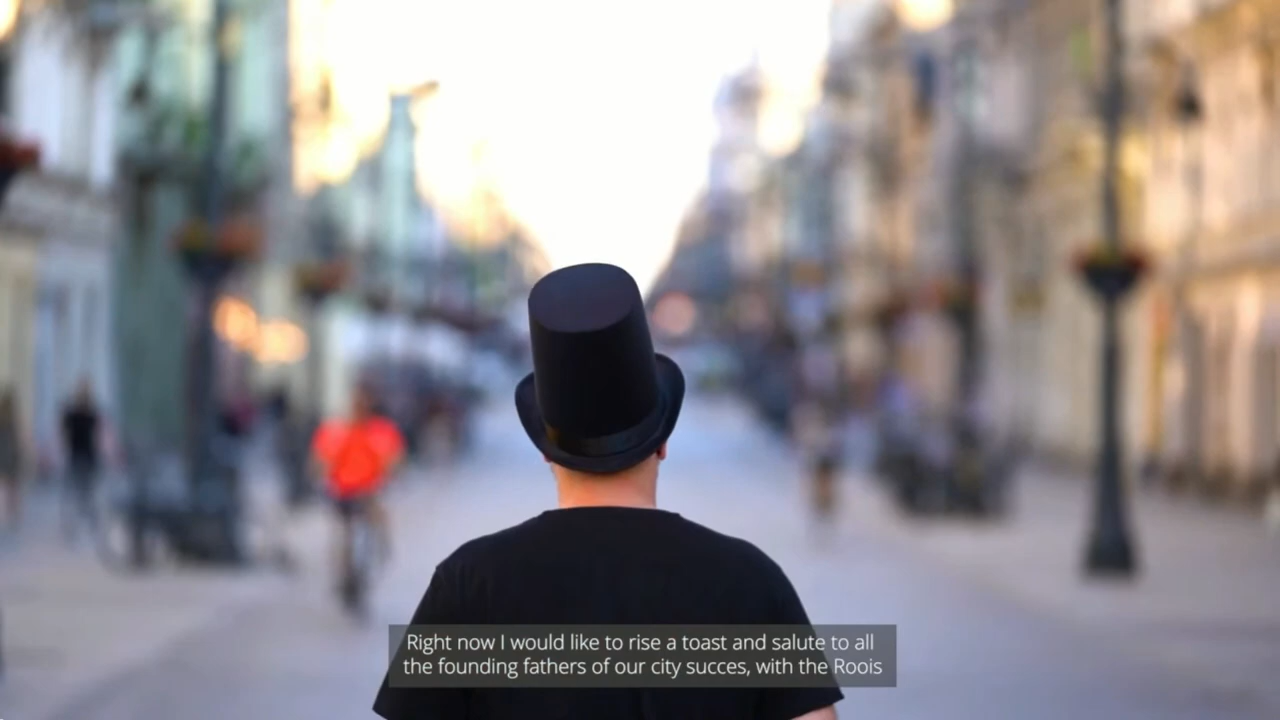 Right now I would like to rise a toast and salute to all
the founding fathers of our city succes, with the Roois